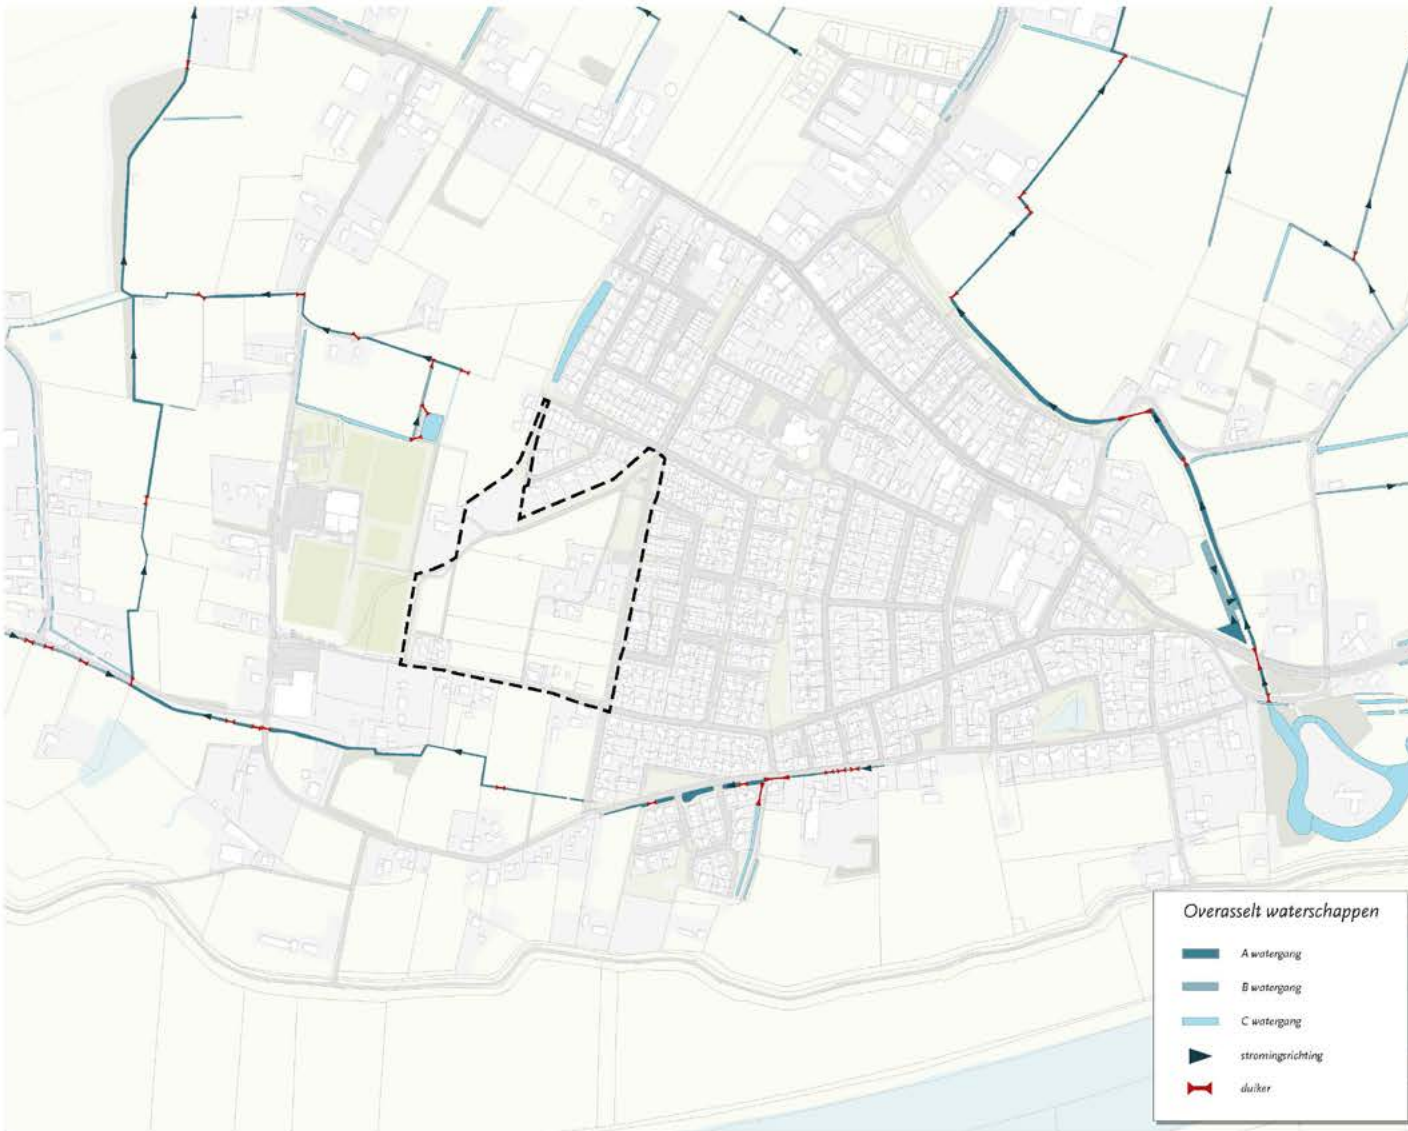 Overasselt waterschappen
A watergang
B watergang
C watergang
stromingsrichting
duiker